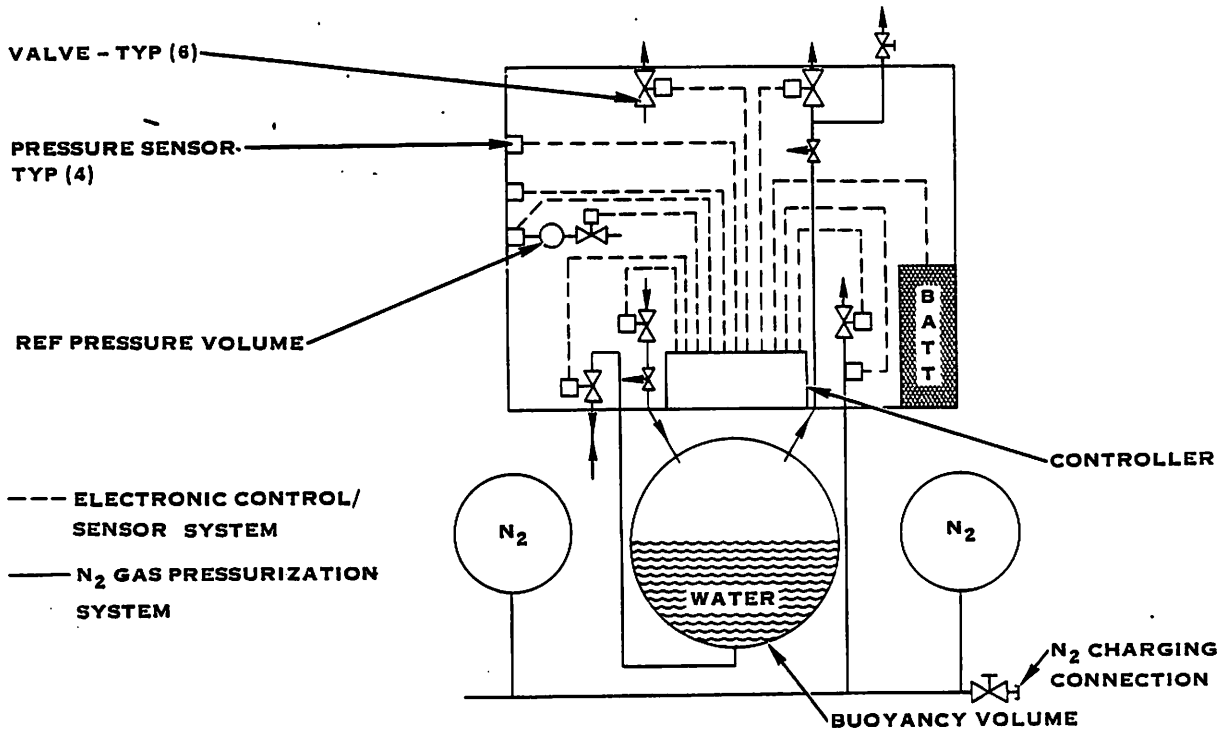 VALVE - TYP (6)
PRESSURE SENSOR
TYP (4)
REF PRESSURE VOLUME
BATT
CONTROLLER
---- ELECTRONIC CONTROL/
SENSOR SYSTEM
N2
N2
—— N2 GAS PRESSURIZATION
SYSTEM
WATER
N2 CHARGING
CONNECTION
BUOYANCY VOLUME